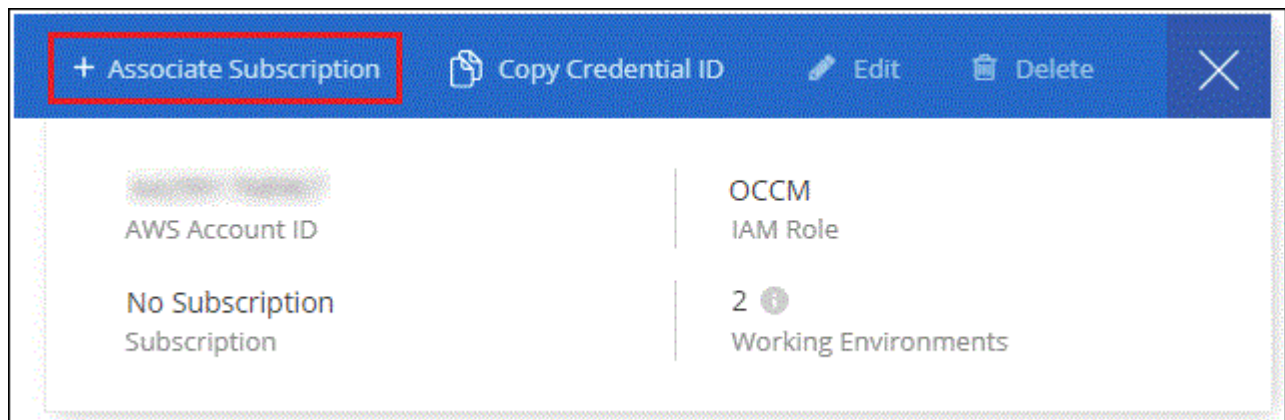 + Associate Subscription Copy Credential ID Edit Delete
OCCM
AWS Account ID IAM Role
No Subscription 2
Subscription Working Environments